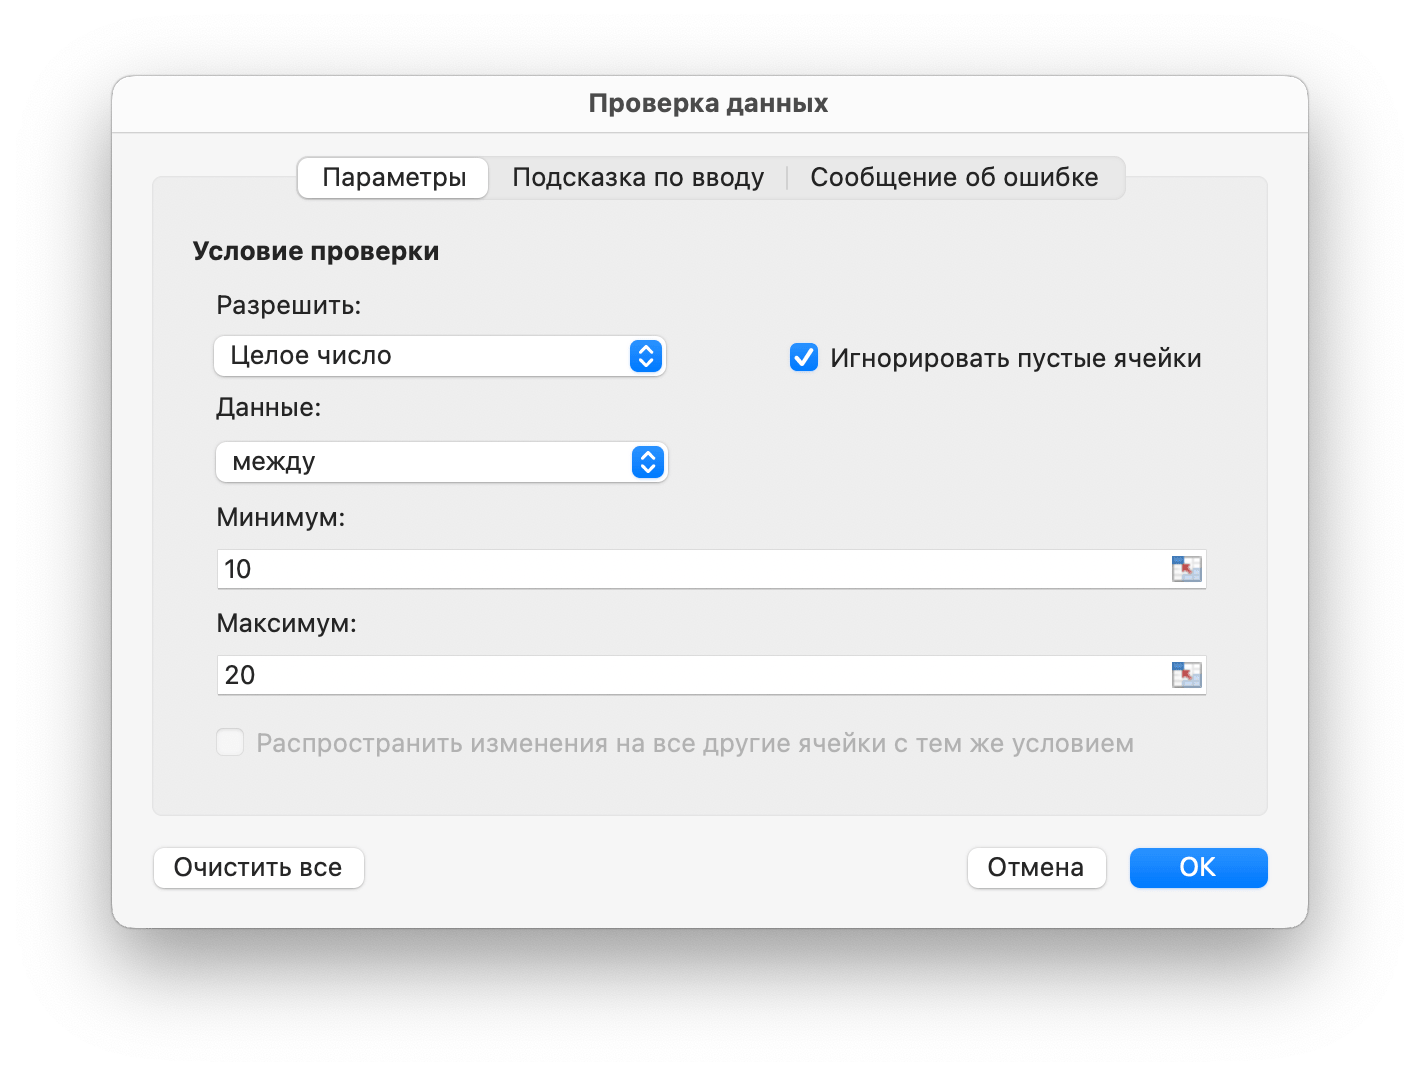 Проверка данных
Параметры
Подсказка по вводу
Сообщение об ошибке
Условие проверки
Разрешить:
Целое число
Игнорировать пустые ячейки
Данные:
между
Минимум:
10
Максимум:
20
Распространить изменения на все другие ячейки с тем же условием
Очистить все
Отмена
ОК